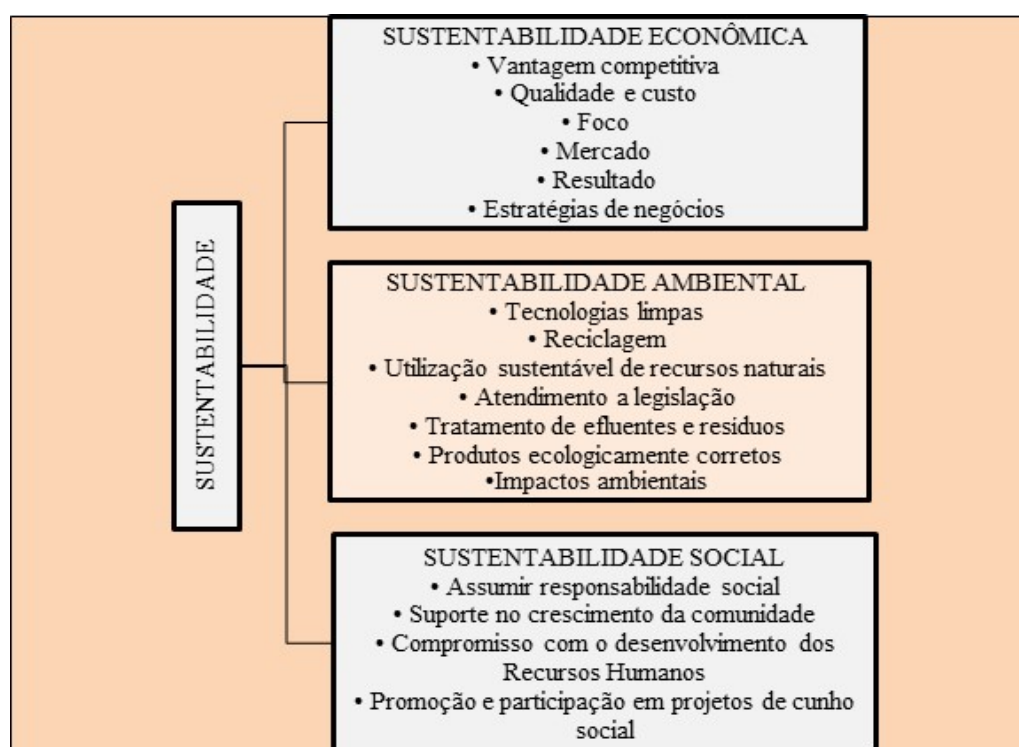 SUSTENTABILIDADE
SUSTENTABILIDADE ECONÔMICA
• Vantagem competitiva
• Qualidade e custo
• Foco
• Mercado
• Resultado
• Estratégias de negócios
SUSTENTABILIDADE AMBIENTAL
• Tecnologias limpas
• Reciclagem
• Utilização sustentável de recursos naturais
• Atendimento a legislação
• Tratamento de efluentes e residuos
• Produtos ecologicamente corretos
•Impactos ambientais
SUSTENTABILIDADE SOCIAL
• Assumir responsabilidade social
• Suporte no crescimento da comunidade
• Compromisso com o desenvolvimento dos
Recursos Humanos
• Promoção e participação em projetos de cunho
social